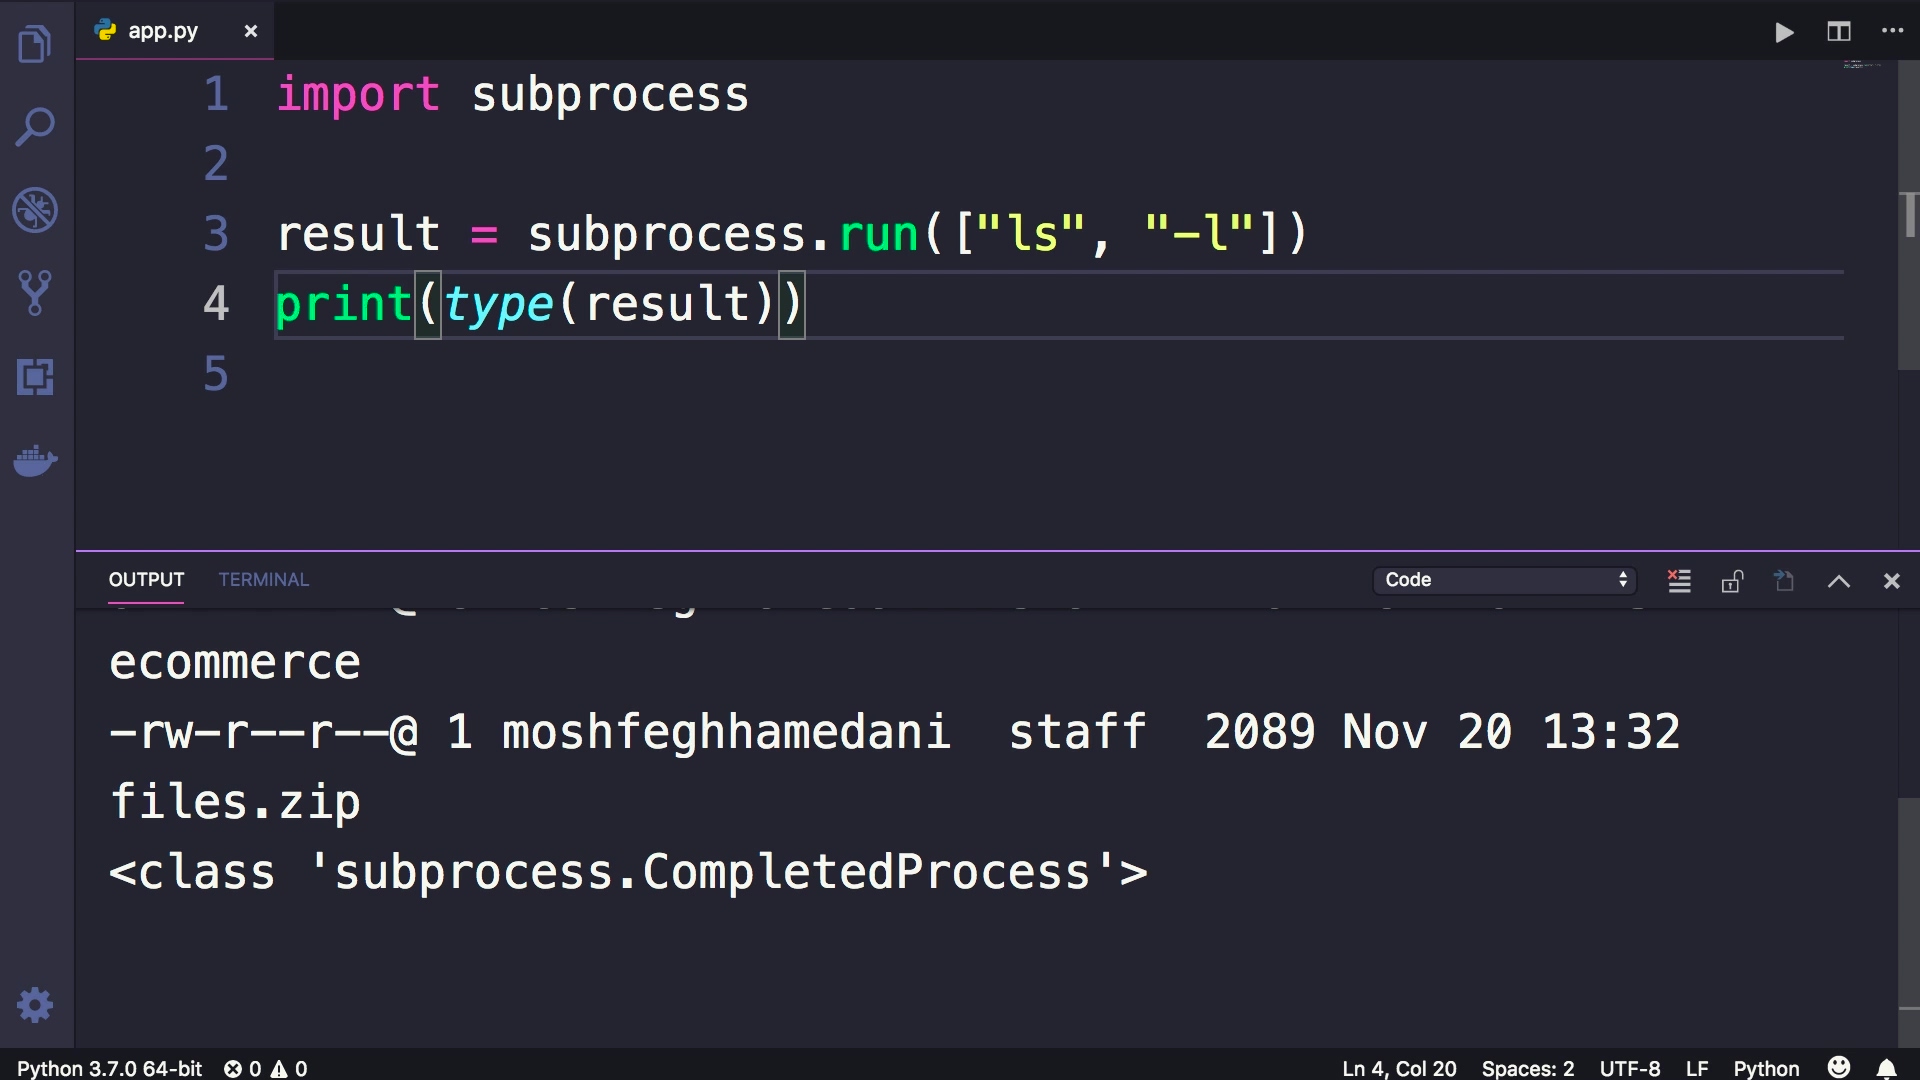 app.py
1 import subprocess
2
3 result = subprocess.run(["ls", "-l"])
4 print(type(result))
5
OUTPUT TERMINAL Code
ecommerce
-rw-r--r--@ 1 moshfeghhamedani  staff  2089 Nov 20 13:32
files.zip
<class 'subprocess.CompletedProcess'>
Python 3.7.0 64-bit 0 0 Ln 4, Col 20 Spaces: 2 UTF-8 LF Python